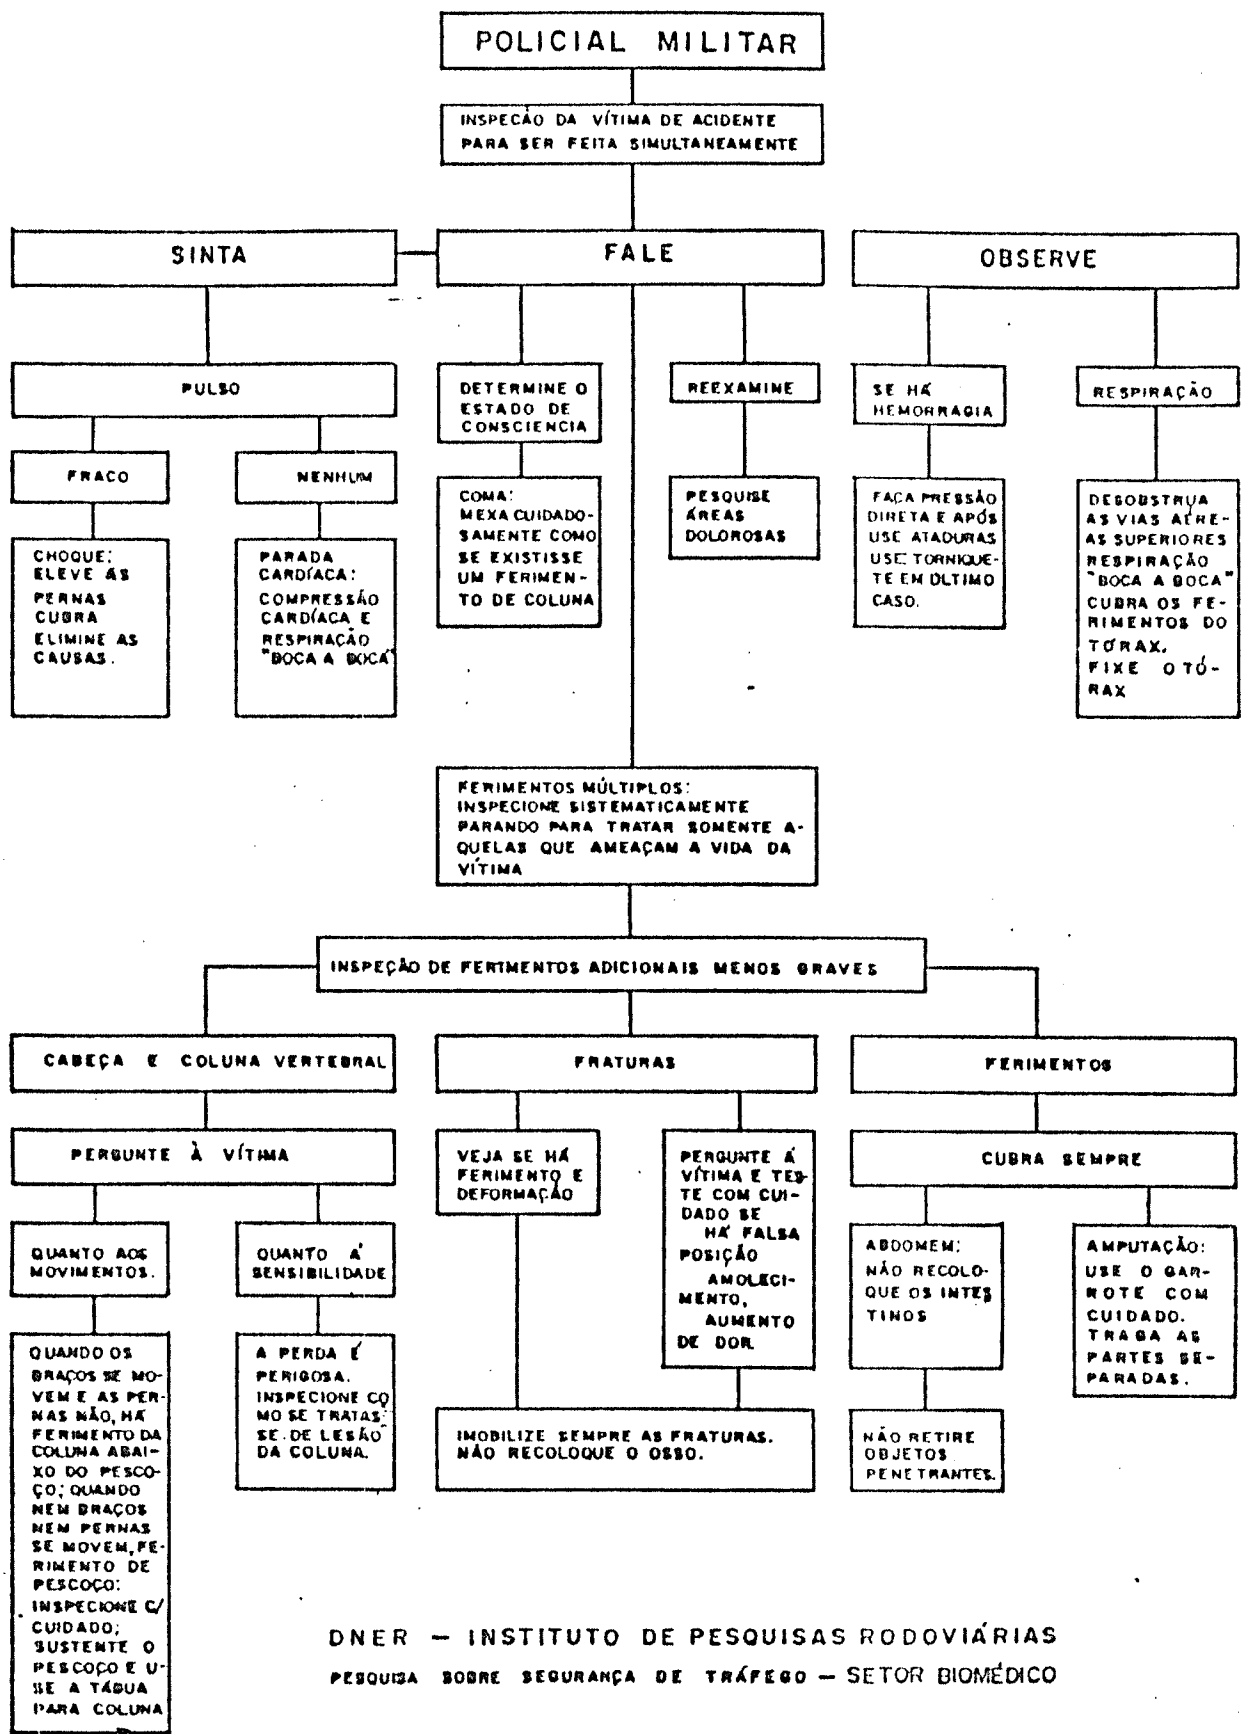 POLICIAL MILITAR
INSPECÃO DA VÍTIMA DE ACIDENTE
PARA SER FEITA SIMULTANEAMENTE
SINTA
FALE
OBSERVE
PULSO
FRACO
CHOQUE:
ELEVE AS
PERNAS
CUBRA
ELIMINE AS
CAUSAS.
NENHUM
PARADA
CARDÍACA:
COMPRESSÃO
CARDÍACA E
RESPIRAÇÃO
"BOCA A BOCA"
DETERMINE O
ESTADO DE
CONSCIENCIA
COMA:
MEXA CUIDADO-
SAMENTE COMO
SE EXISTISSE
UM FERIMEN-
TO DE COLUNA
REEXAMINE
PESQUISE
ÁREAS
DOLOROSAS
SE HÁ
HEMORRAGIA
FAÇA PRESSÃO
DIRETA E APÓS
USE ATADURAS
USE TORNIQUE-
TE EM ÚLTIMO
CASO.
RESPIRAÇÃO
DESOBSTRUA
AS VIAS AÉRE-
AS SUPERIORES
RESPIRAÇÃO
"BOCA A BOCA"
CUBRA OS FE-
RIMENTOS DO
TÓRAX.
FIXE O TÓ-
RAX
FERIMENTOS MÚLTIPLOS:
INSPECIONE SISTEMATICAMENTE
PARANDO PARA TRATAR SOMENTE A-
QUELAS QUE AMEAÇAM A VIDA DA
VÍTIMA
INSPEÇÃO DE FERIMENTOS ADICIONAIS MENOS GRAVES
CABEÇA E COLUNA VERTEBRAL
PERGUNTE À VÍTIMA
QUANTO AOS
MOVIMENTOS.
QUANDO OS
BRAÇOS SE MO-
VEM E AS PER-
NAS NÃO, HÁ
FERIMENTO DA
COLUNA ABAI-
XO DO PESCO-
ÇO; QUANDO
NEM BRAÇOS
NEM PERNAS
SE MOVEM, FE-
RIMENTO DE
PESCOÇO:
INSPECIONE C/
CUIDADO;
SUSTENTE O
PESCOÇO E U-
SE A TÁBUA
PARA COLUNA
QUANTO A'
SENSIBILIDADE
A PERDA É
PERIGOSA.
INSPECIONE CO
MO SE TRATAS
SE DE LESÃO
DA COLUNA.
FRATURAS
VEJA SE HÁ
FERIMENTO E
DEFORMAÇÃO
PERGUNTE Á
VÍTIMA E TES-
TE COM CUI-
DADO SE
HÁ FALSA
POSIÇÃO
AMOLECI-
MENTO,
AUMENTO
DE DOR.
IMOBILIZE SEMPRE AS FRATURAS.
NÃO RECOLOQUE O OSSO.
FERIMENTOS
CUBRA SEMPRE
ABDOMEM:
NÃO RECOLO-
QUE OS INTES
TINOS
NÃO RETIRE
OBJETOS
PENETRANTES.
AMPUTAÇÃO:
USE O GAR-
ROTE COM
CUIDADO.
TRAGA AS
PARTES SE-
PARADAS.
DNER — INSTITUTO DE PESQUISAS RODOVIÁRIAS
PESQUISA SOBRE SEGURANÇA DE TRÁFEGO — SETOR BIOMÉDICO